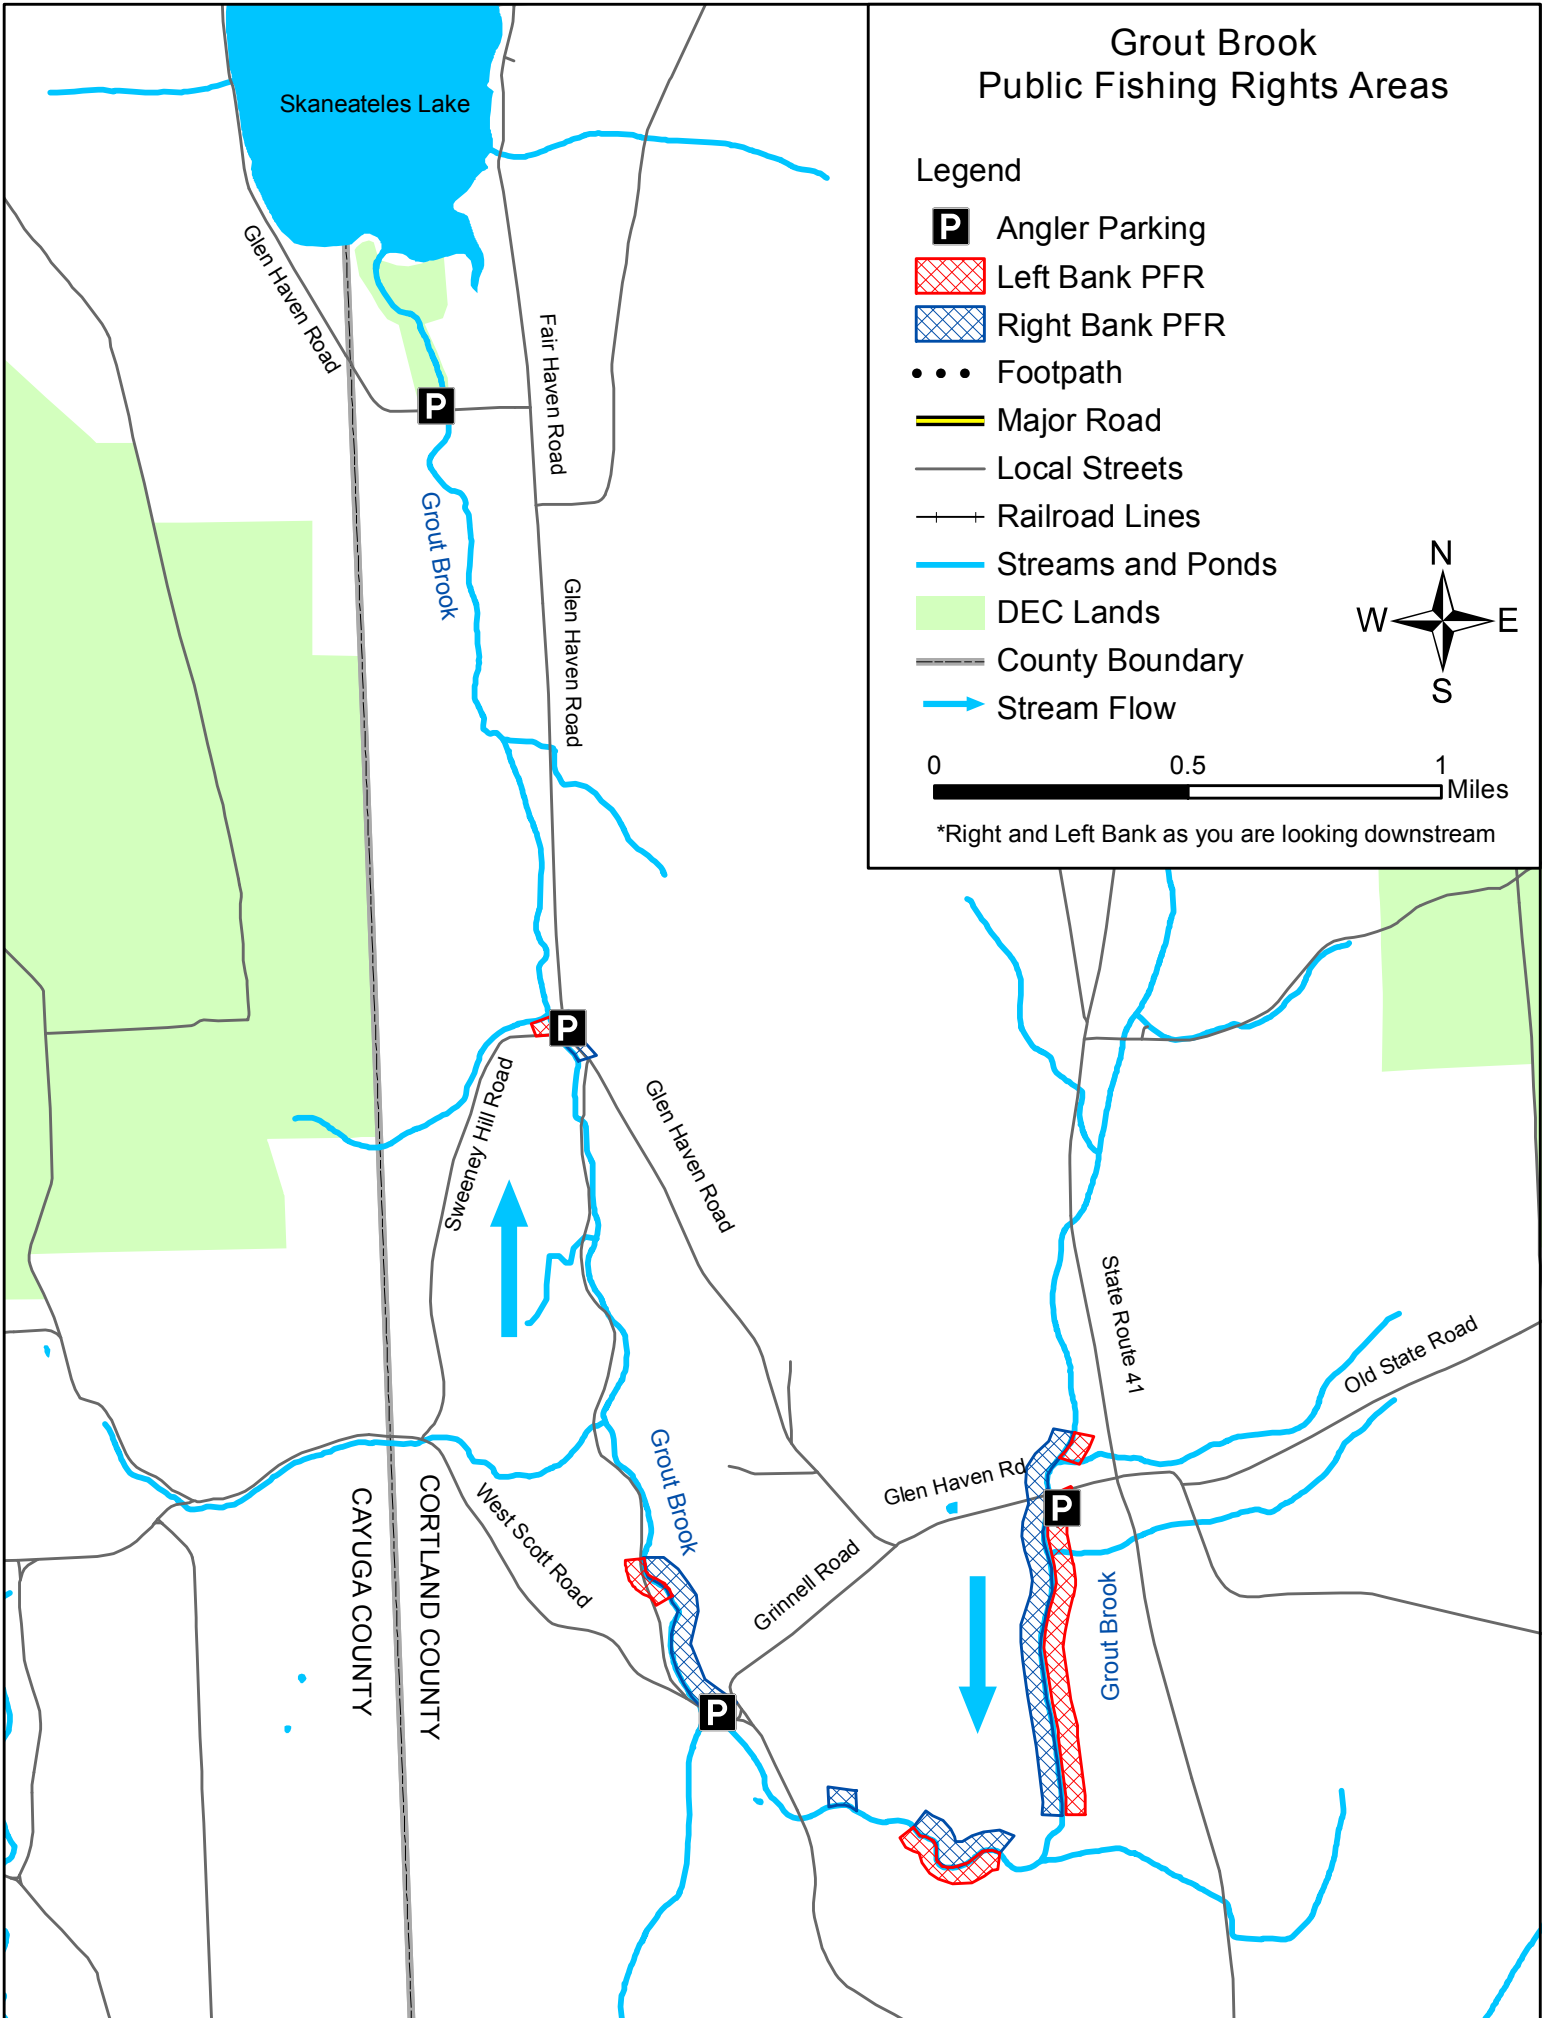 Grout Brook
Public Fishing Rights Areas
Legend
P Angler Parking
Left Bank PFR
Right Bank PFR
Footpath
Major Road
Local Streets
Railroad Lines
Streams and Ponds
DEC Lands
County Boundary
Stream Flow
N
W E
S
0 0.5 1
Miles
*Right and Left Bank as you are looking downstream
Skaneateles Lake
Glen Haven Road
Fair Haven Road
P
Grout Brook
Glen Haven Road
P
Sweeney Hill Road
Glen Haven Road
State Route 41
Old State Road
Grout Brook
Glen Haven Rd
P
West Scott Road
Grinnell Road
Grout Brook
CAYUGA COUNTY
CORTLAND COUNTY
P